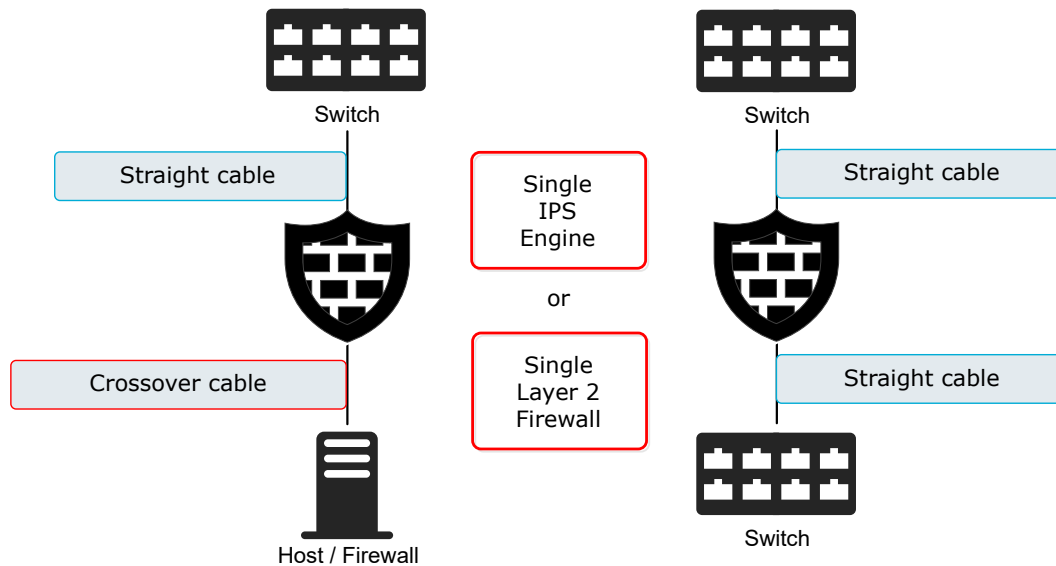 Switch
Switch
Straight cable
Single
IPS
Engine
Straight cable
or
Crossover cable
Single
Layer 2
Firewall
Straight cable
Host / Firewall
Switch